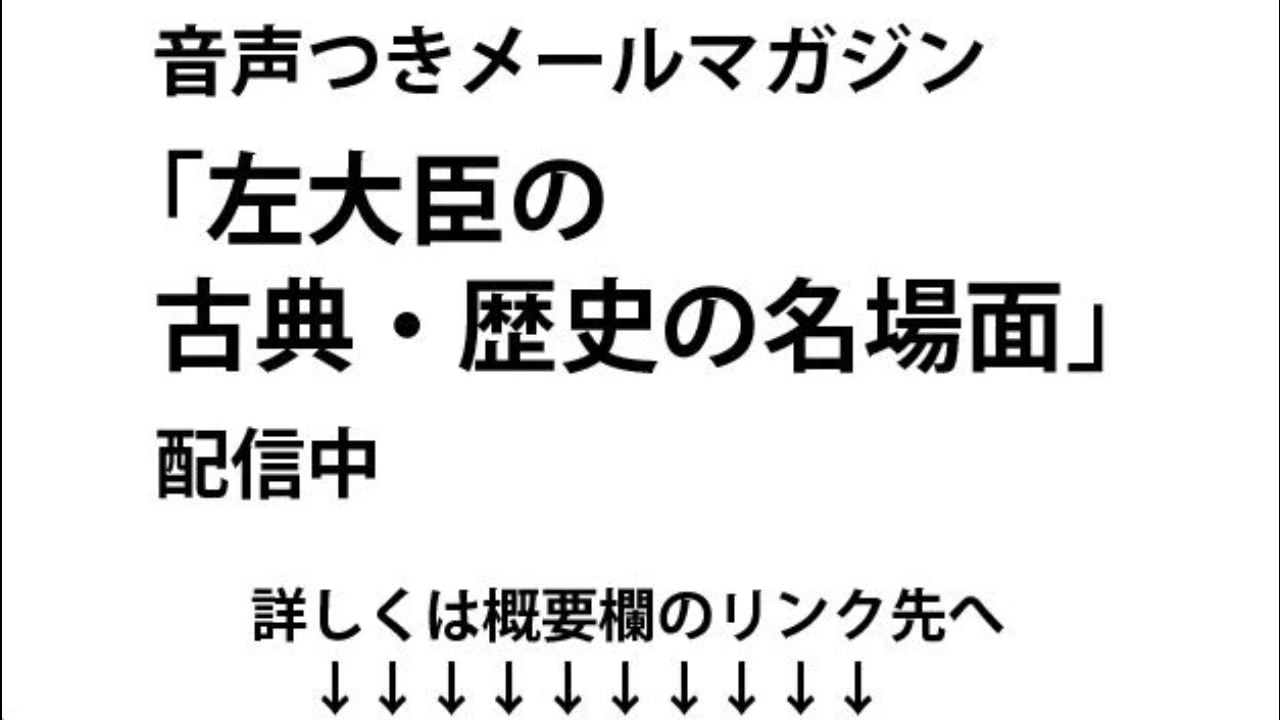 音声つきメールマガジン
「左大臣の
古典・歴史の名場面」
配信中
詳しくは概要欄のリンク先へ
↓↓↓↓↓↓↓↓↓↓